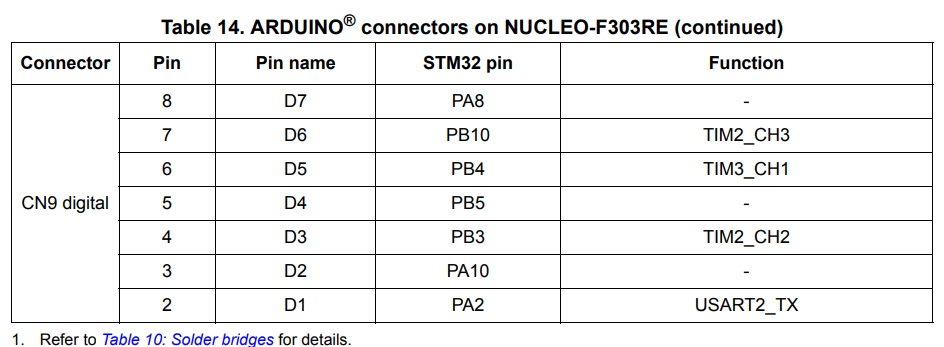 Table 14. ARDUINO® connectors on NUCLEO-F303RE (continued)
Connector Pin Pin name STM32 pin Function
8 D7 PA8 -
7 D6 PB10 TIM2_CH3
6 D5 PB4 TIM3_CH1
CN9 digital 5 D4 PB5 -
4 D3 PB3 TIM2_CH2
3 D2 PA10 -
2 D1 PA2 USART2_TX
1. Refer to Table 10: Solder bridges for details.